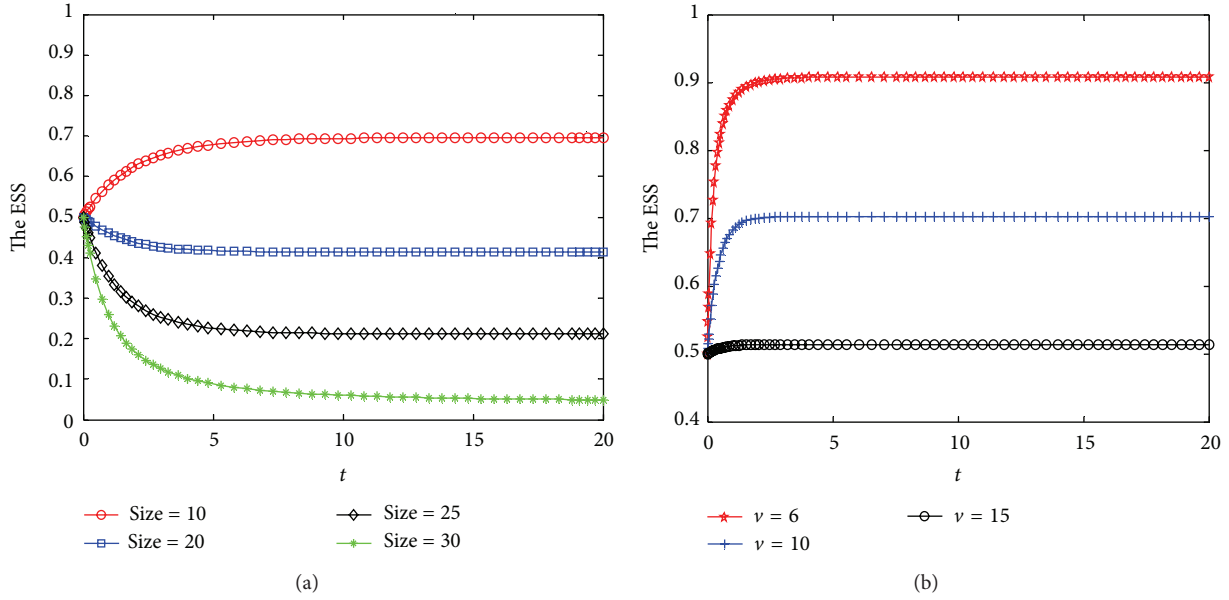 1
0.9
0.8
0.7
0.6
0.5
0.4
0.3
0.2
0.1
0
The ESS
0 5 10 15 20
t
Size = 10
Size = 20
Size = 25
Size = 30
(a)
1
0.9
0.8
0.7
0.6
0.5
0.4
The ESS
0 5 10 15 20
t
v = 6
v = 10
v = 15
(b)